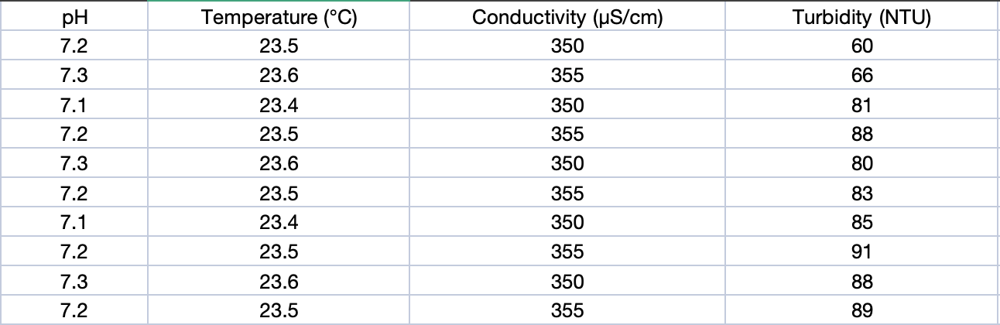 pH Temperature (°C) Conductivity (µS/cm) Turbidity (NTU)
7.2 23.5 350 60
7.3 23.6 355 66
7.1 23.4 350 81
7.2 23.5 355 88
7.3 23.6 350 80
7.2 23.5 355 83
7.1 23.4 350 85
7.2 23.5 355 91
7.3 23.6 350 88
7.2 23.5 355 89